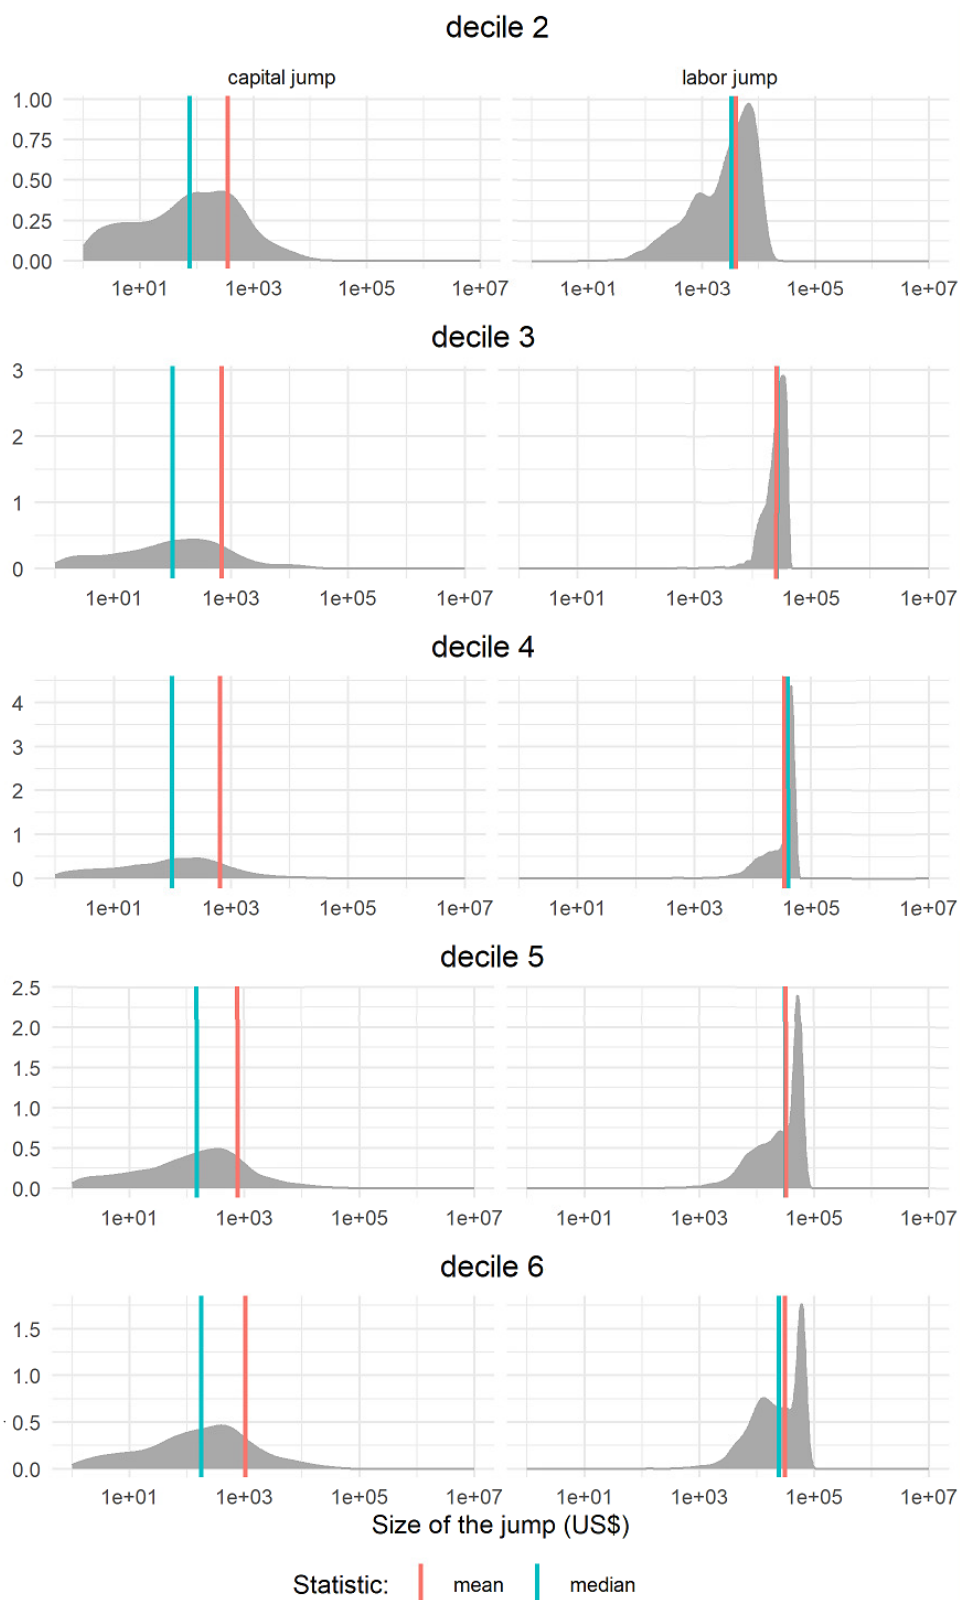 decile 2
capital jump labor jump
1.00
0.75
0.50
0.25
0.00
1e+01 1e+03 1e+05 1e+07 1e+01 1e+03 1e+05 1e+07
decile 3
3
2
1
0
1e+01 1e+03 1e+05 1e+07 1e+01 1e+03 1e+05 1e+07
decile 4
4
3
2
1
0
1e+01 1e+03 1e+05 1e+07 1e+01 1e+03 1e+05 1e+07
decile 5
2.5
2.0
1.5
1.0
0.5
0.0
1e+01 1e+03 1e+05 1e+07 1e+01 1e+03 1e+05 1e+07
decile 6
1.5
1.0
0.5
0.0
1e+01 1e+03 1e+05 1e+07 1e+01 1e+03 1e+05 1e+07
Size of the jump (US$)
Statistic: mean median